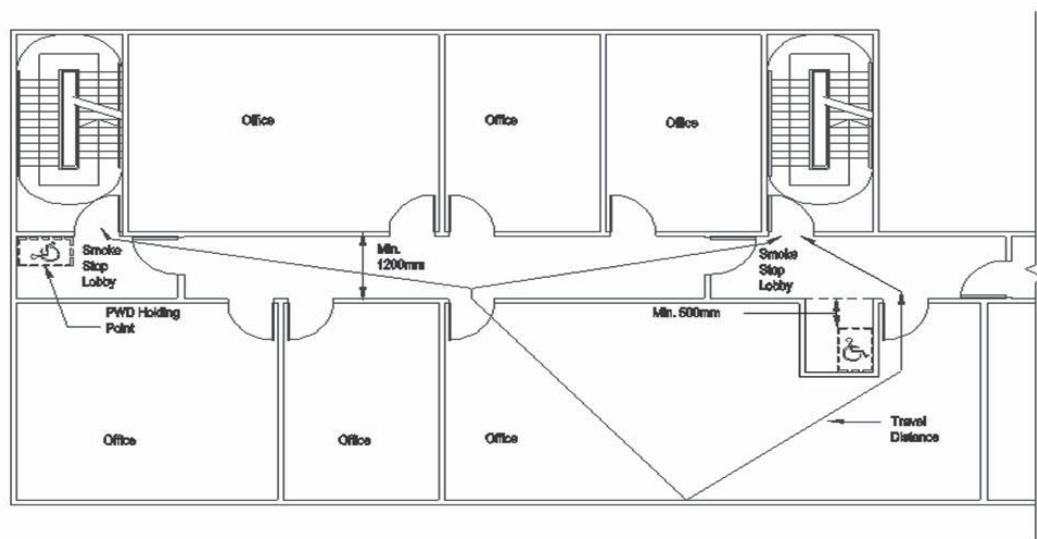 Office
Office
Office
Min.
1200mm
Smoke
Stop
Lobby
Smoke
Stop
Lobby
PWD Holding
Point
Min. 500mm
Office
Office
Office
Travel
Distance